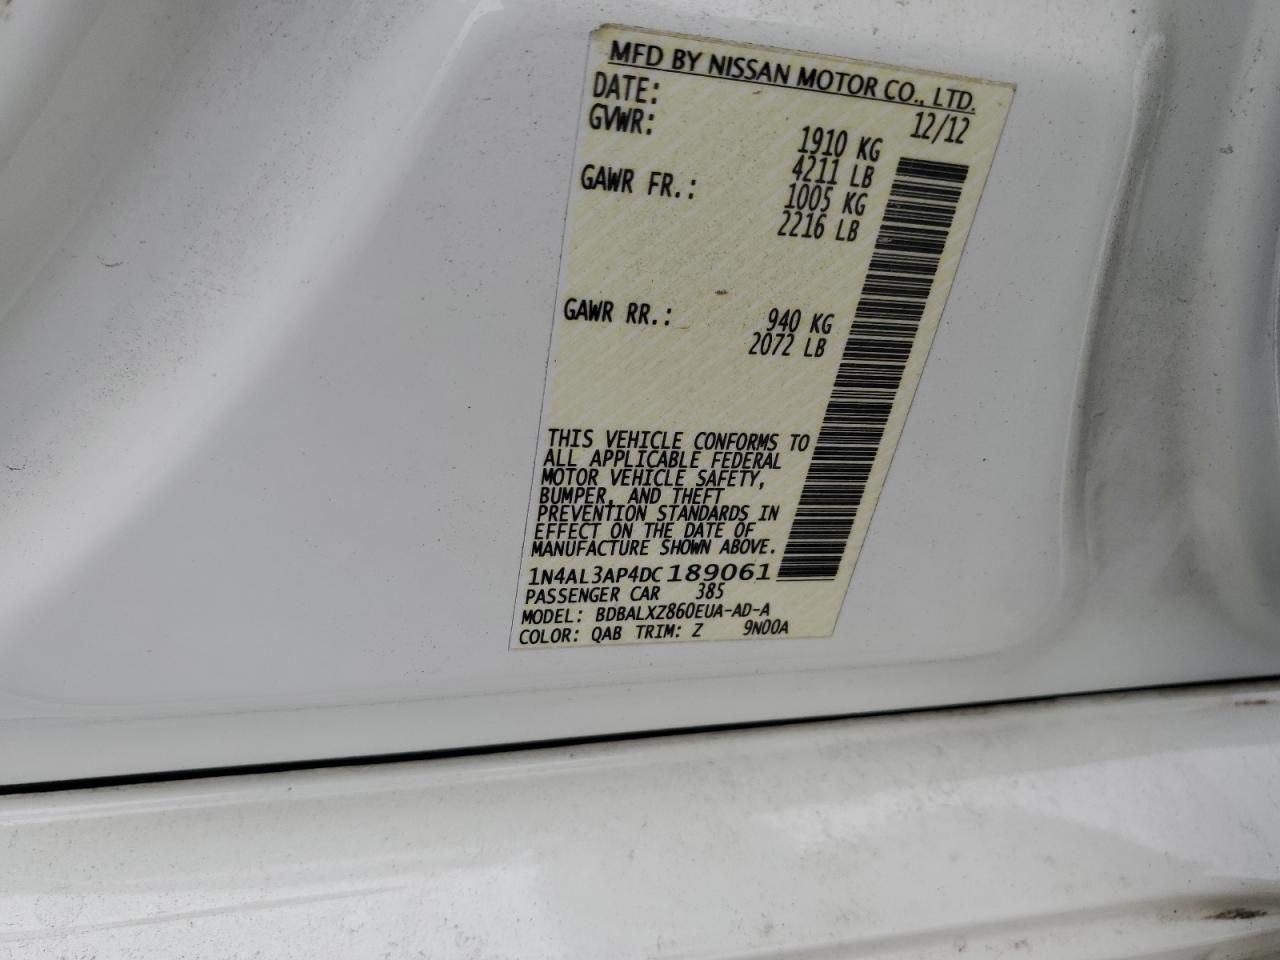 MFD BY NISSAN MOTOR CO., LTD.
DATE: 12/12
GVWR: 1910 KG
4211 LB
GAWR FR.: 1005 KG
2216 LB
GAWR RR.: 940 KG
2072 LB
THIS VEHICLE CONFORMS TO
ALL APPLICABLE FEDERAL
MOTOR VEHICLE SAFETY,
BUMPER, AND THEFT
PREVENTION STANDARDS IN
EFFECT ON THE DATE OF
MANUFACTURE SHOWN ABOVE.
1N4AL3AP4DC189061
PASSENGER CAR 385
MODEL: BDBALXZ860EUA-AD-A
COLOR: QAB TRIM: Z 9N00A